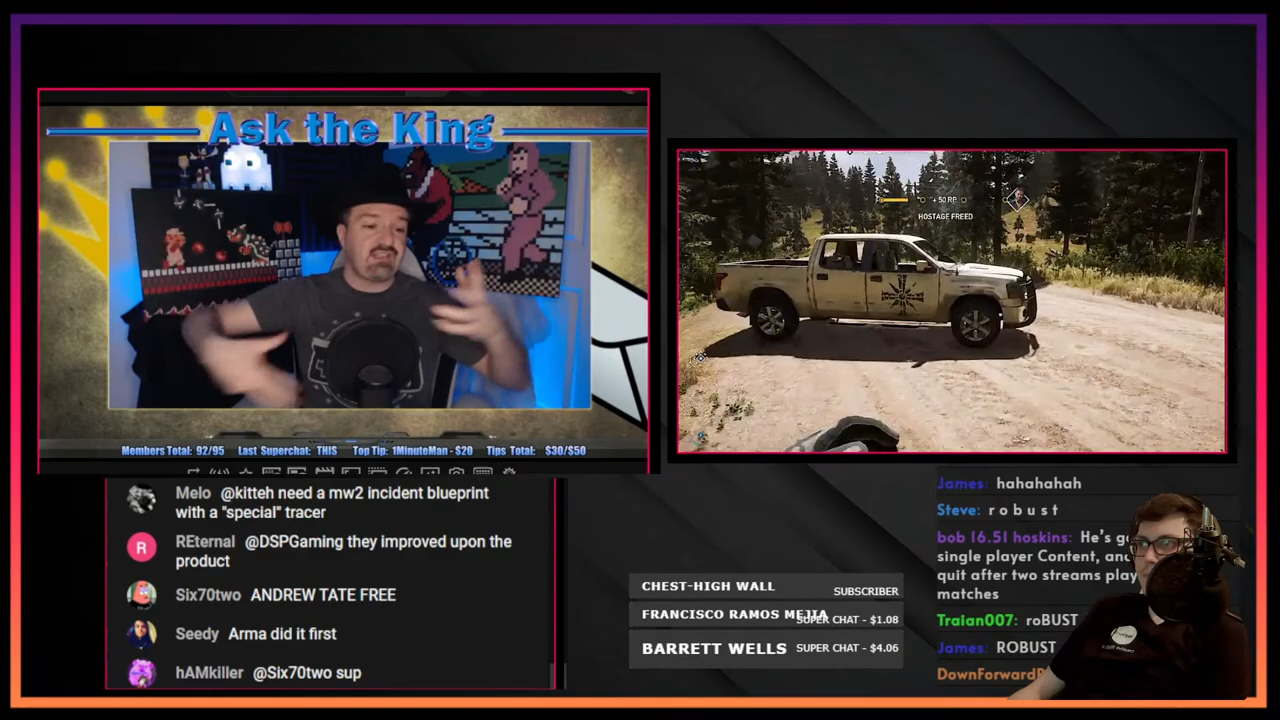 Ask the King
Members Total: 92/95 Last Superchat: THIS Top Tip: 1MinuteMan - $20 Tips Total: $30/$50
+50 RP
HOSTAGE FREED
Melo @kitteh need a mw2 incident blueprint
with a "special" tracer
R REternal @DSPGaming they improved upon the
product
Six70two ANDREW TATE FREE
Seedy Arma did it first
hAMkiller @Six70two sup
CHEST-HIGH WALL SUBSCRIBER
FRANCISCO RAMOS MEJIA SUPER CHAT - $1.08
BARRETT WELLS SUPER CHAT - $4.06
James: hahahahah
Steve: r o b u s t
bob 16.51 hoskins: He's
single player Content, and
quit after two streams play
matches
Traian007: roBUST
James: ROBUST